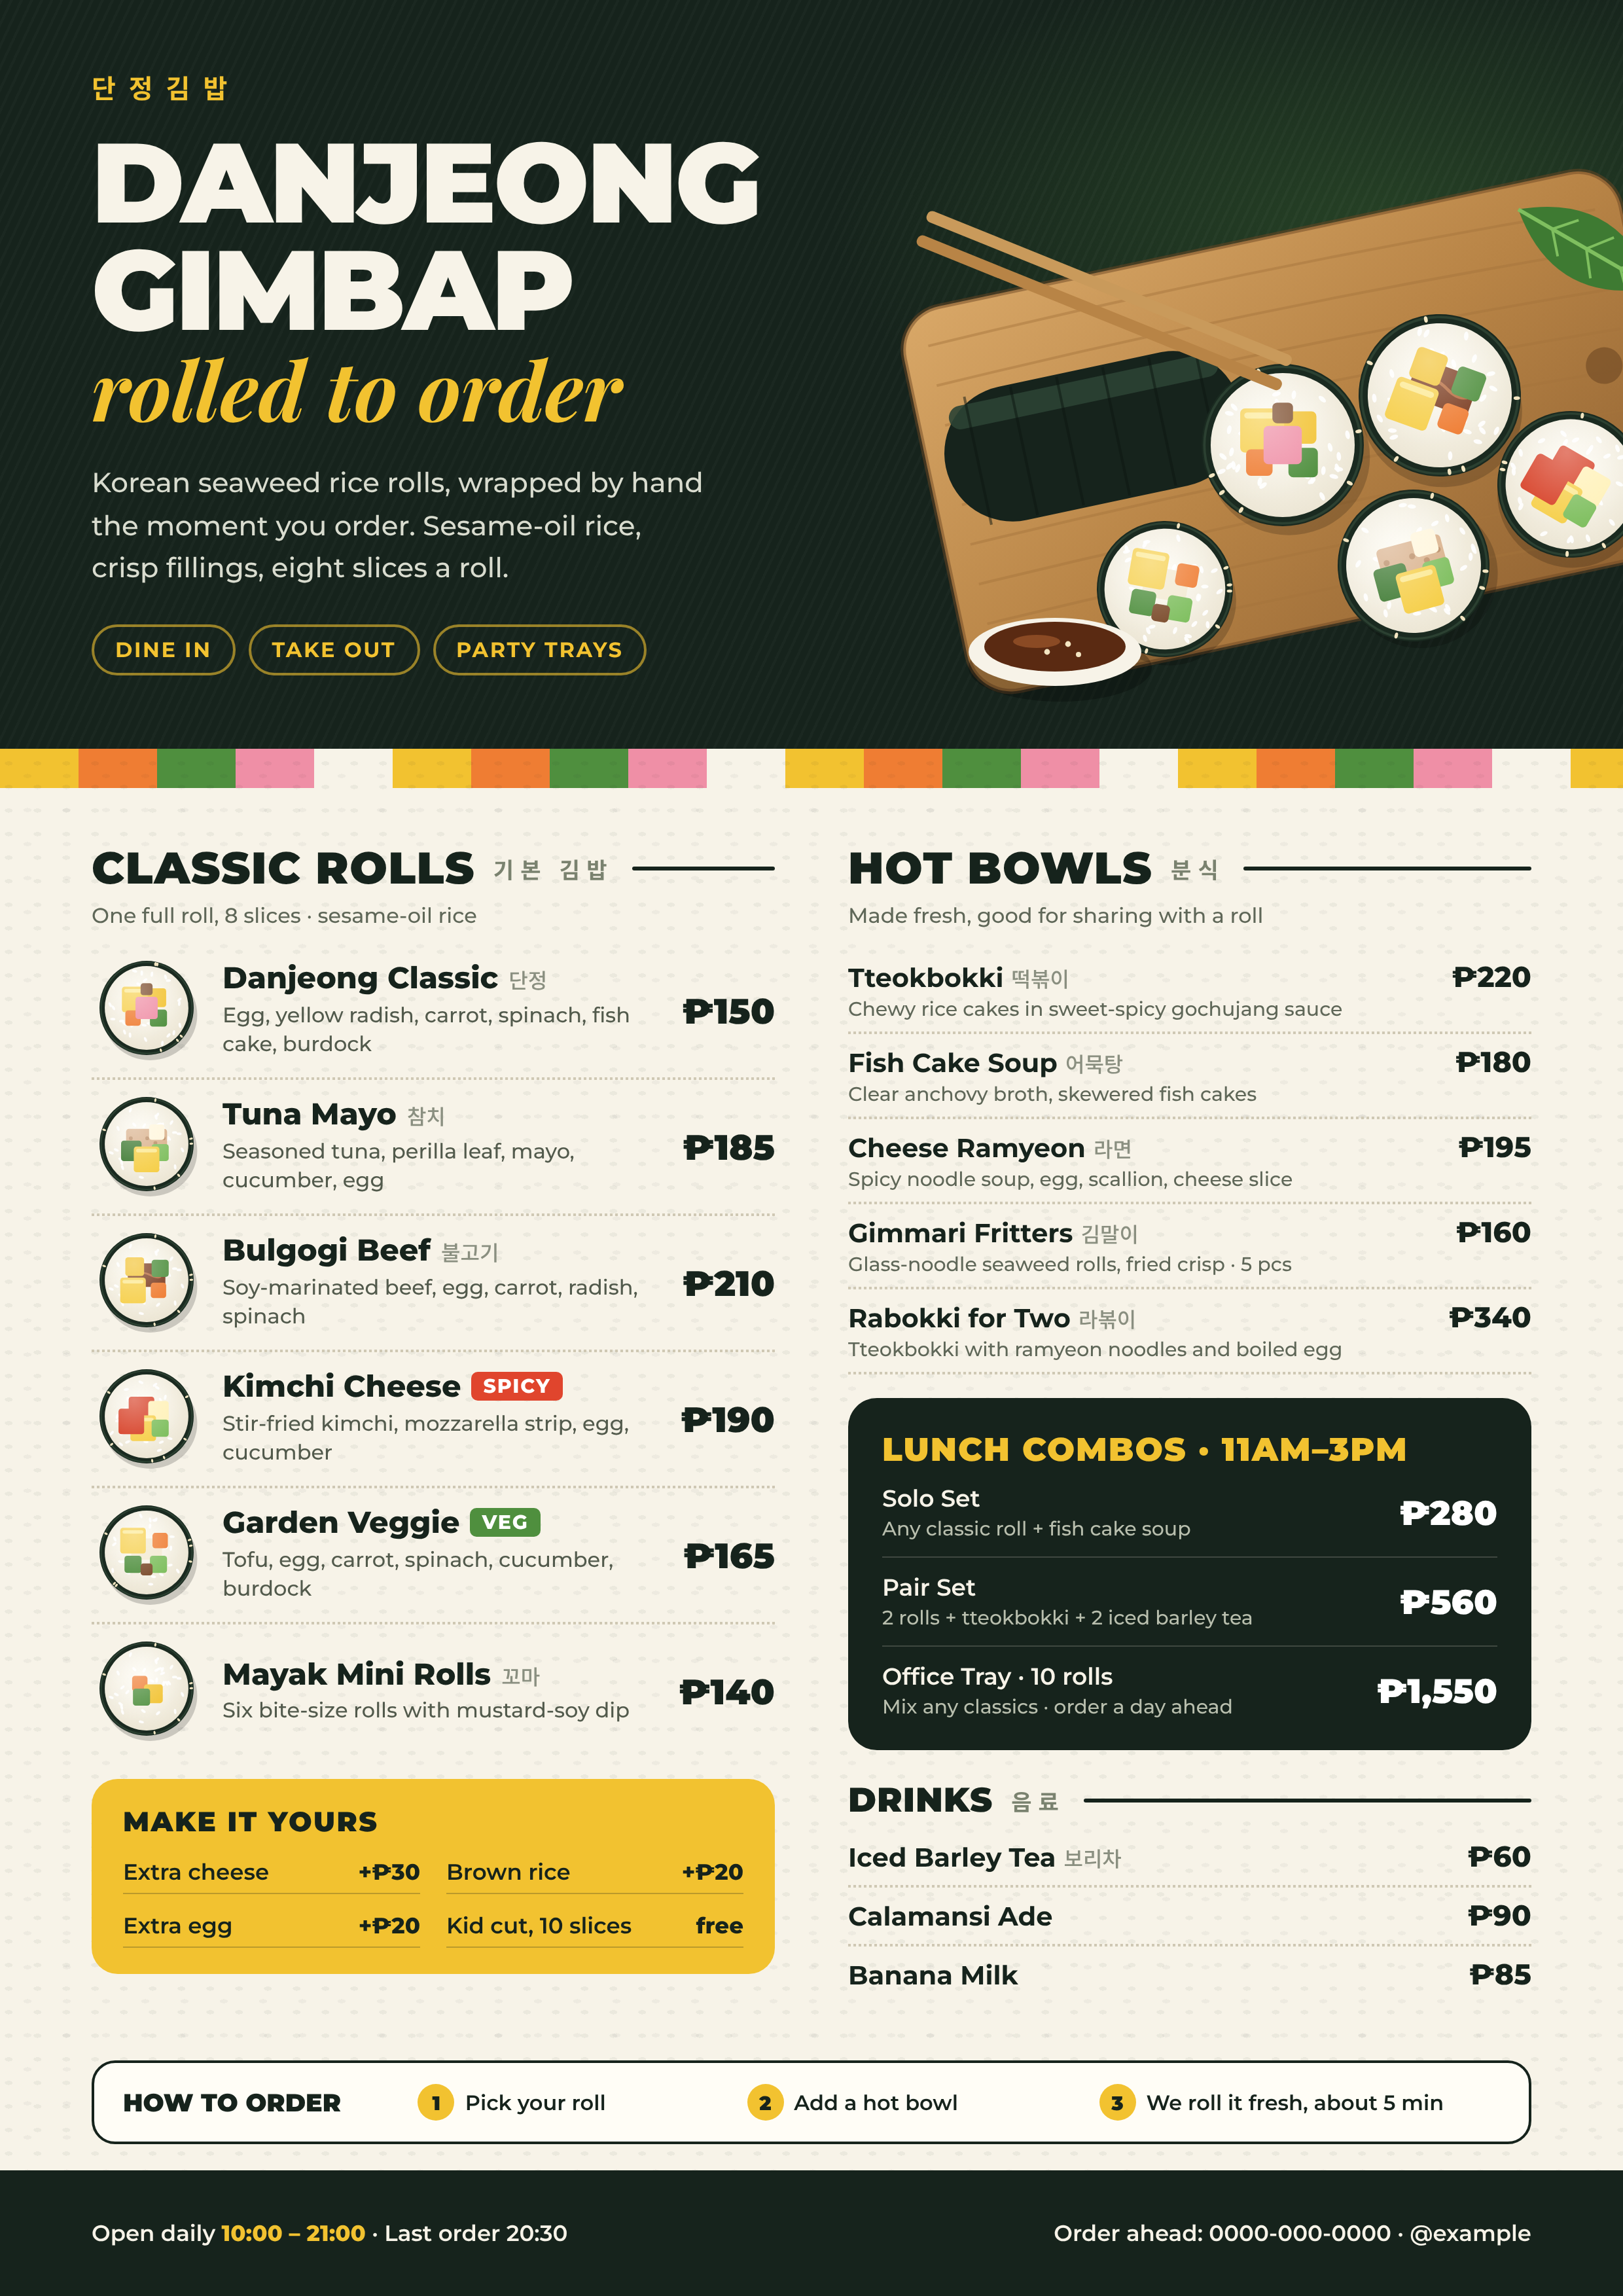 단정김밥
DANJEONG
GIMBAP
rolled to order
Korean seaweed rice rolls, wrapped by hand
the moment you order. Sesame-oil rice,
crisp fillings, eight slices a roll.
DINE IN TAKE OUT PARTY TRAYS
CLASSIC ROLLS 기본 김밥
One full roll, 8 slices · sesame-oil rice
Danjeong Classic 단정
Egg, yellow radish, carrot, spinach, fish
cake, burdock
₱150
Tuna Mayo 참치
Seasoned tuna, perilla leaf, mayo,
cucumber, egg
₱185
Bulgogi Beef 불고기
Soy-marinated beef, egg, carrot, radish,
spinach
₱210
Kimchi Cheese SPICY
Stir-fried kimchi, mozzarella strip, egg,
cucumber
₱190
Garden Veggie VEG
Tofu, egg, carrot, spinach, cucumber,
burdock
₱165
Mayak Mini Rolls 꼬마
Six bite-size rolls with mustard-soy dip
₱140
MAKE IT YOURS
Extra cheese +₱30 Brown rice +₱20
Extra egg +₱20 Kid cut, 10 slices free
HOT BOWLS 분식
Made fresh, good for sharing with a roll
Tteokbokki 떡볶이 ₱220
Chewy rice cakes in sweet-spicy gochujang sauce
Fish Cake Soup 어묵탕 ₱180
Clear anchovy broth, skewered fish cakes
Cheese Ramyeon 라면 ₱195
Spicy noodle soup, egg, scallion, cheese slice
Gimmari Fritters 김말이 ₱160
Glass-noodle seaweed rolls, fried crisp · 5 pcs
Rabokki for Two 라볶이 ₱340
Tteokbokki with ramyeon noodles and boiled egg
LUNCH COMBOS · 11AM–3PM
Solo Set
Any classic roll + fish cake soup
₱280
Pair Set
2 rolls + tteokbokki + 2 iced barley tea
₱560
Office Tray · 10 rolls
Mix any classics · order a day ahead
₱1,550
DRINKS 음료
Iced Barley Tea 보리차 ₱60
Calamansi Ade ₱90
Banana Milk ₱85
HOW TO ORDER 1 Pick your roll 2 Add a hot bowl 3 We roll it fresh, about 5 min
Open daily 10:00 – 21:00 · Last order 20:30
Order ahead: 0000-000-0000 · @example